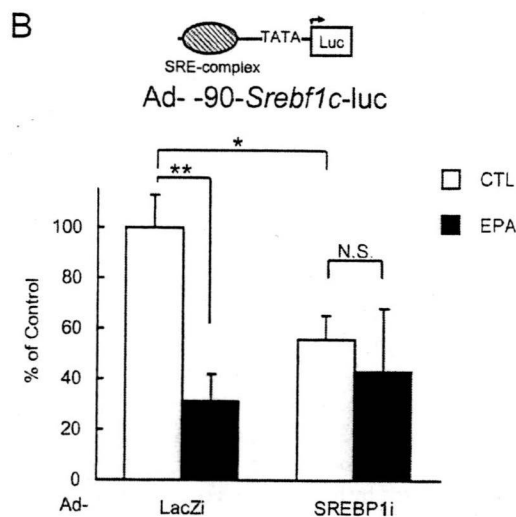 B
TATA Luc
SRE-complex
Ad- -90-Srebf1c-luc
*
**
CTL
EPA
N.S.
% of Control
100
80
60
40
20
0
Ad- LacZi SREBP1i